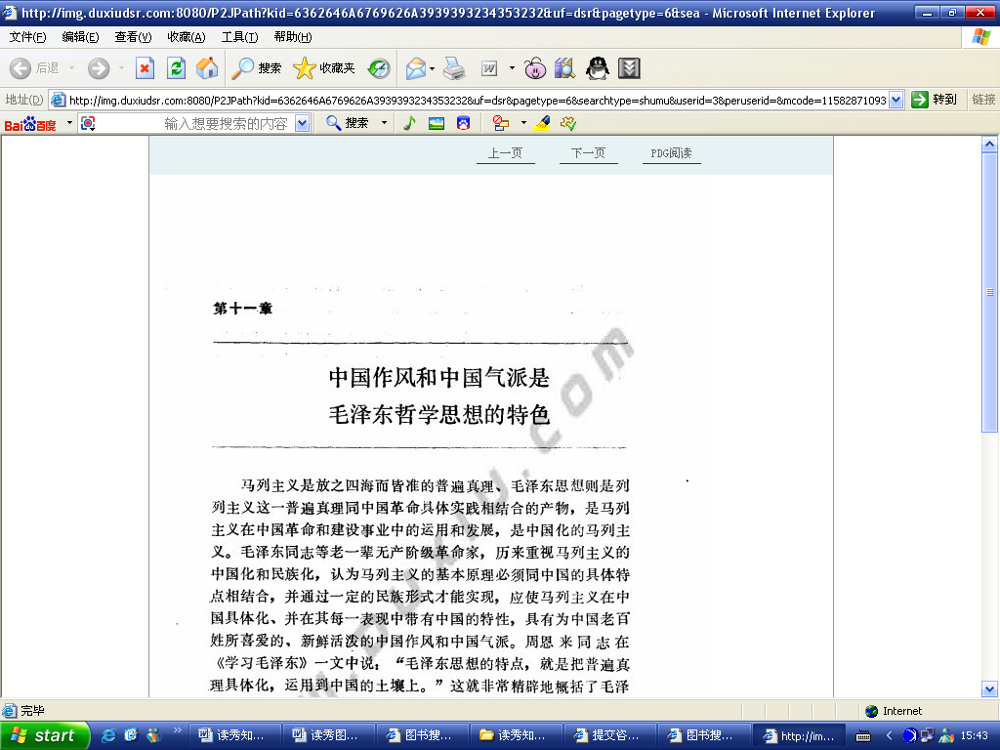 http://img.duxiudsr.com:8080/P2JPath?kid=6362646A6769626A3939393234353232&uf=dsr&pagetype=6&sea - Microsoft Internet Explorer
文件(F) 编辑(E) 查看(V) 收藏(A) 工具(T) 帮助(H)
后退 搜索 收藏夹
地址(D) http://img.duxiudsr.com:8080/P2JPath?kid=6362646A6769626A3939393234353232&uf=dsr&pagetype=6&searchtype=shumu&userid=3&peruserid=&mcode=11582871093 转到 链接
Bai百度 输入想要搜索的内容 搜索
上一页 下一页 PDG阅读
第十一章
中国作风和中国气派是
毛泽东哲学思想的特色
马列主义是放之四海而皆准的普遍真理、毛泽东思想则是列
列主义这一普遍真理同中国革命具体实践相结合的产物，是马列
主义在中国革命和建设事业中的运用和发展，是中国化的马列主
义。毛泽东同志等老一辈无产阶级革命家，历来重视马列主义的
中国化和民族化，认为马列主义的基本原理必须同中国的具体特
点相结合，并通过一定的民族形式才能实现，应使马列主义在中
国具体化、并在其每一表现中带有中国的特性，具有为中国老百
姓所喜爱的、新鲜活泼的中国作风和中国气派。周恩来同志在
《学习毛泽东》一文中说：“毛泽东思想的特点，就是把普遍真
理具体化，运用到中国的土壤上。”这就非常精辟地概括了毛泽
www.duxiu.com
完毕 Internet
start 读秀知... 读秀图... 图书搜... 读秀知... 提交咨... 图书搜... http://im... 15:43